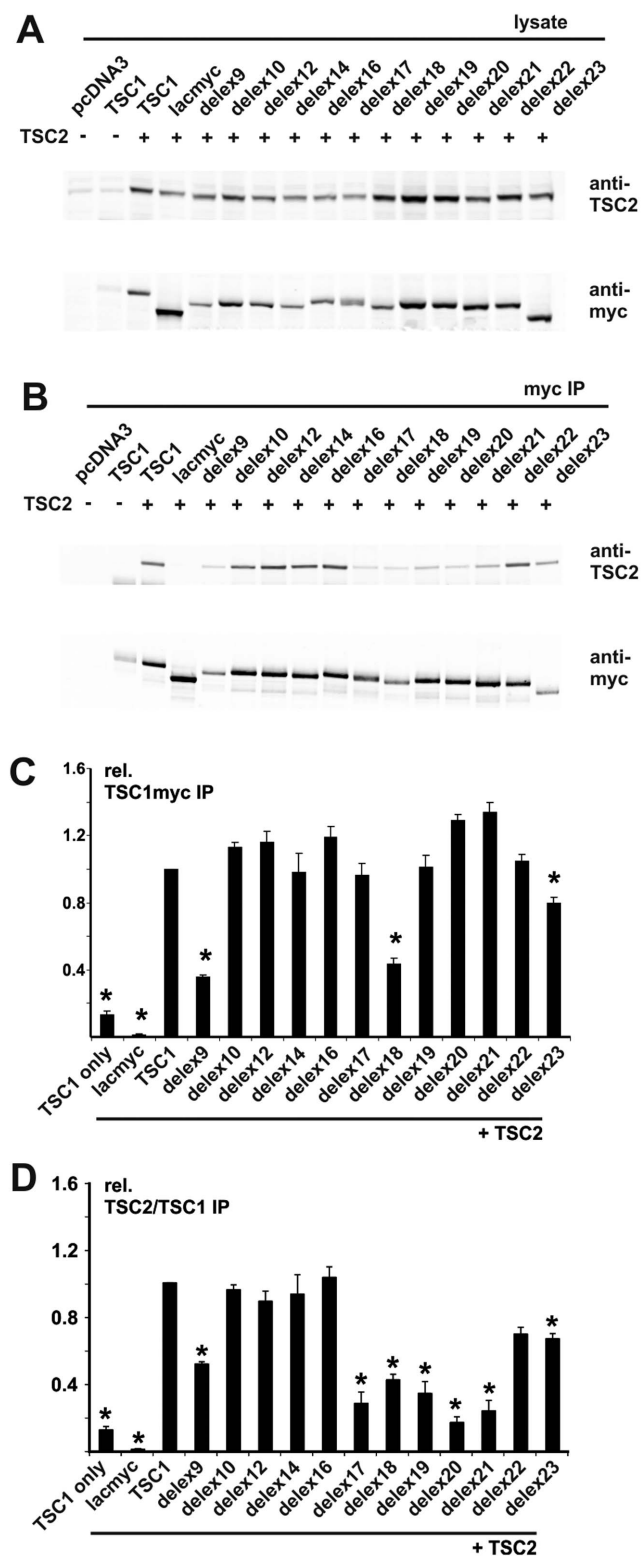 A
lysate
pcDNA3 TSC1 TSC1 lacmyc delex9 delex10 delex12 delex14 delex16 delex17 delex18 delex19 delex20 delex21 delex22 delex23
TSC2 - - + + + + + + + + + + + + + +
anti-
TSC2
anti-
myc
B
myc IP
pcDNA3 TSC1 TSC1 lacmyc delex9 delex10 delex12 delex14 delex16 delex17 delex18 delex19 delex20 delex21 delex22 delex23
TSC2 - - + + + + + + + + + + + + + +
anti-
TSC2
anti-
myc
C
rel.
TSC1myc IP
1.6
1.2
0.8
0.4
* * * * *
TSC1 only lacmyc TSC1 delex9 delex10 delex12 delex14 delex16 delex17 delex18 delex19 delex20 delex21 delex22 delex23
+ TSC2
D
rel.
TSC2/TSC1 IP
1.6
1.2
0.8
0.4
* * * * * * * * *
TSC1 only lacmyc TSC1 delex9 delex10 delex12 delex14 delex16 delex17 delex18 delex19 delex20 delex21 delex22 delex23
+ TSC2